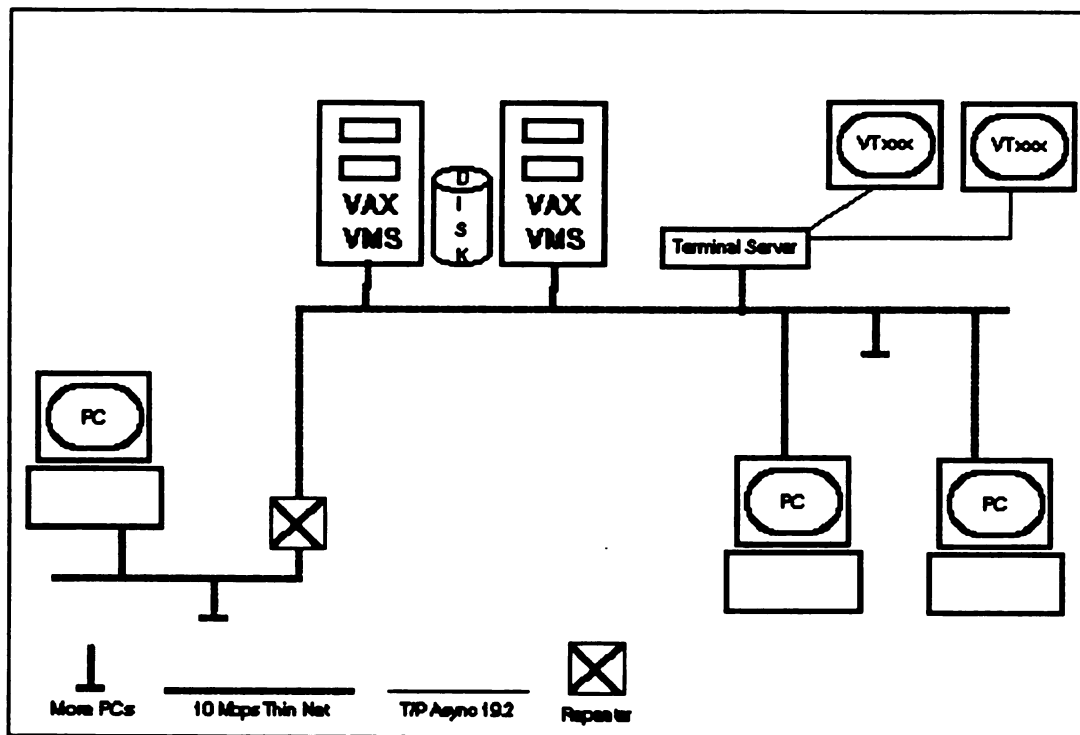 VAX
VMS
D
I
S
K
VAX
VMS
VTxxx
VTxxx
Terminal Server
PC
PC
PC
More PCs
10 Mbps Thin Net
T/P Async 19.2
Repeater